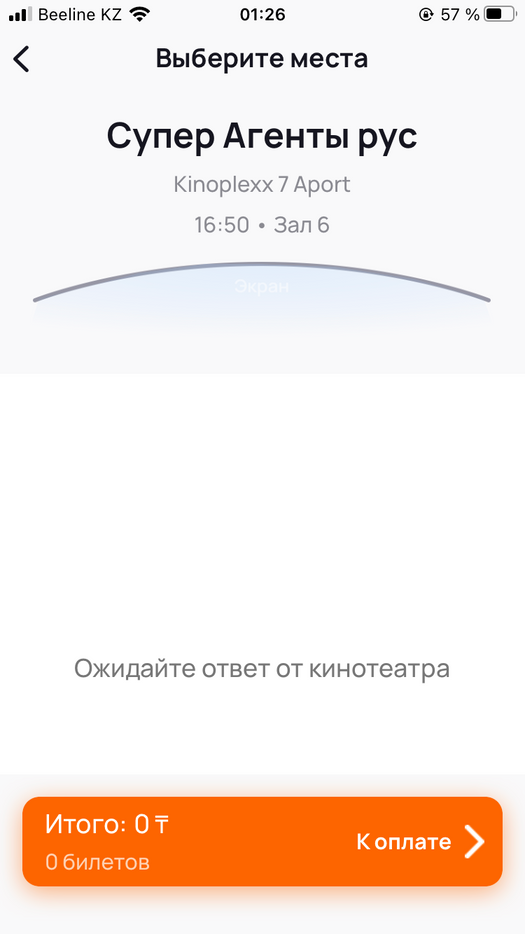 Beeline KZ 01:26 57 %
Выберите места
Супер Агенты рус
Kinoplexx 7 Aport
16:50 • Зал 6
Экран
Ожидайте ответ от кинотеатра
Итого: 0 ₸
К оплате
0 билетов